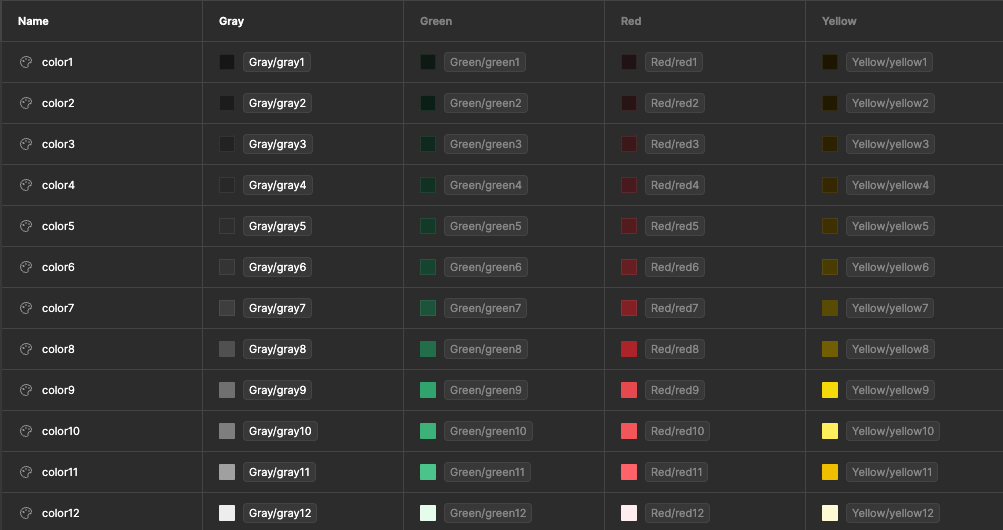 Name Gray Green Red Yellow
color1 Gray/gray1 Green/green1 Red/red1 Yellow/yellow1
color2 Gray/gray2 Green/green2 Red/red2 Yellow/yellow2
color3 Gray/gray3 Green/green3 Red/red3 Yellow/yellow3
color4 Gray/gray4 Green/green4 Red/red4 Yellow/yellow4
color5 Gray/gray5 Green/green5 Red/red5 Yellow/yellow5
color6 Gray/gray6 Green/green6 Red/red6 Yellow/yellow6
color7 Gray/gray7 Green/green7 Red/red7 Yellow/yellow7
color8 Gray/gray8 Green/green8 Red/red8 Yellow/yellow8
color9 Gray/gray9 Green/green9 Red/red9 Yellow/yellow9
color10 Gray/gray10 Green/green10 Red/red10 Yellow/yellow10
color11 Gray/gray11 Green/green11 Red/red11 Yellow/yellow11
color12 Gray/gray12 Green/green12 Red/red12 Yellow/yellow12